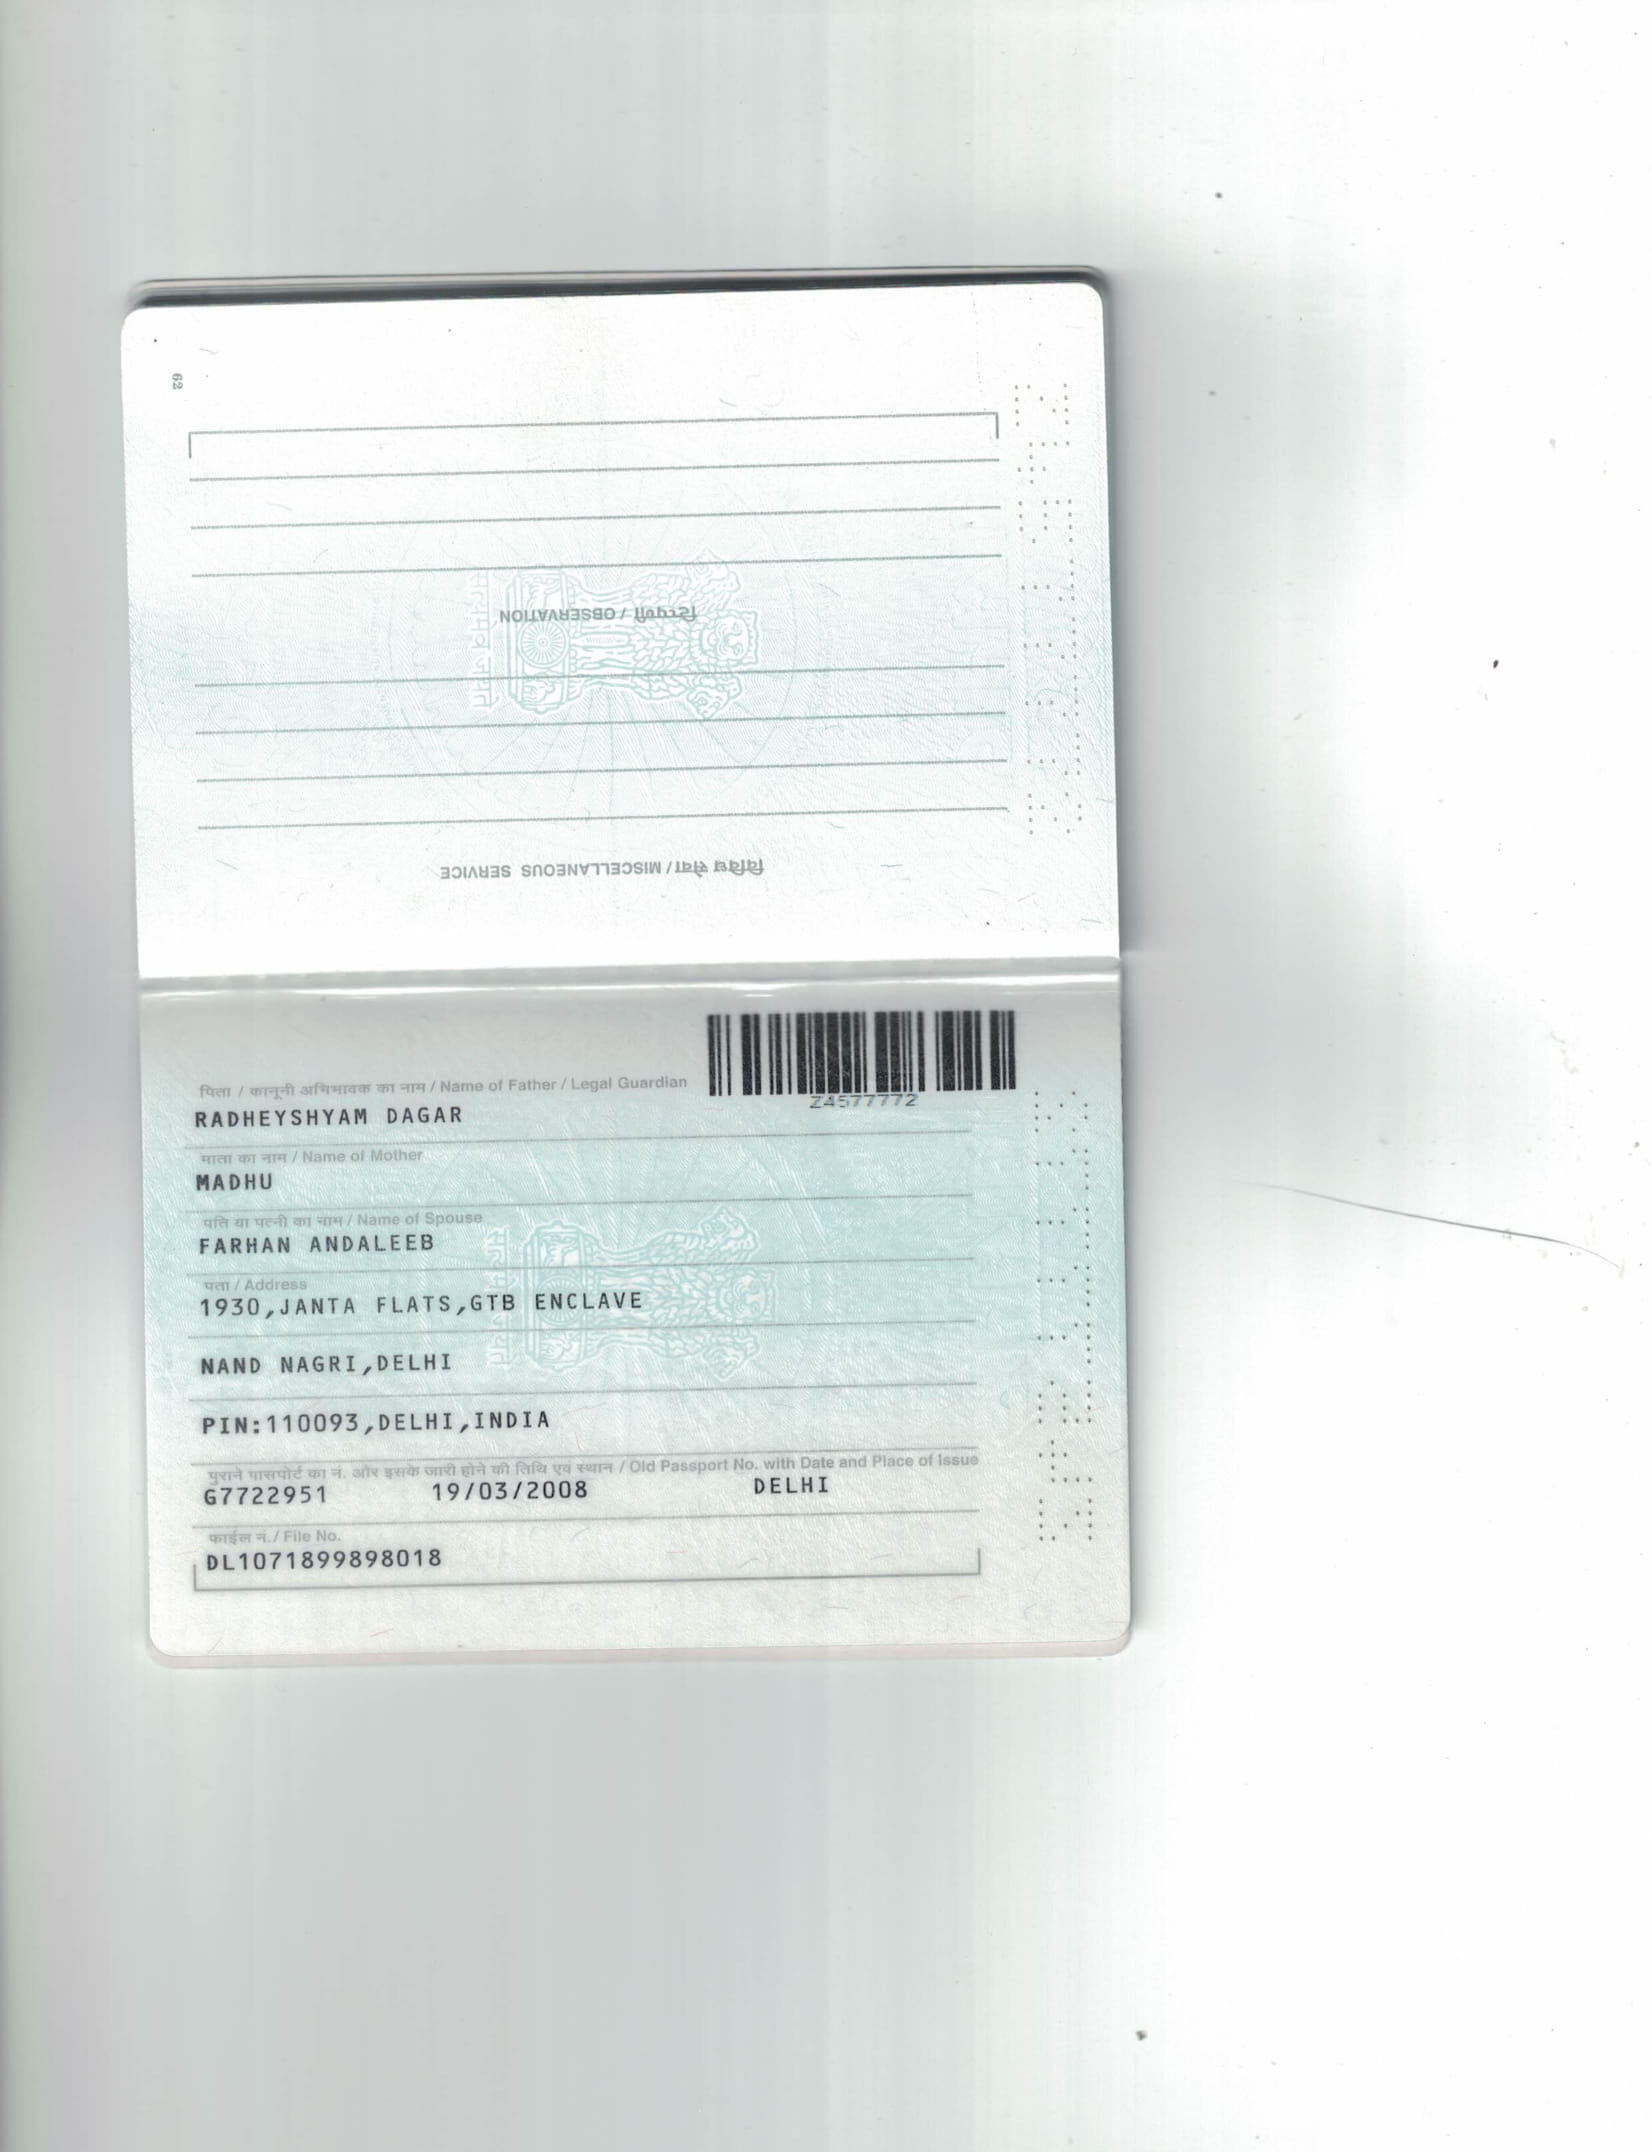 62
टिप्पणी / OBSERVATION
विविध सेवा / MISCELLANEOUS SERVICE
Z4577772
पिता / कानूनी अभिभावक का नाम / Name of Father / Legal Guardian
RADHEYSHYAM DAGAR
माता का नाम / Name of Mother
MADHU
पति या पत्नी का नाम / Name of Spouse
FARHAN ANDALEEB
पता / Address
1930,JANTA FLATS,GTB ENCLAVE
NAND NAGRI,DELHI
PIN:110093,DELHI,INDIA
पुराने पासपोर्ट का नं. और इसके जारी होने की तिथि एवं स्थान / Old Passport No. with Date and Place of Issue
G7722951 19/03/2008 DELHI
फाईल नं./ File No.
DL1071899898018